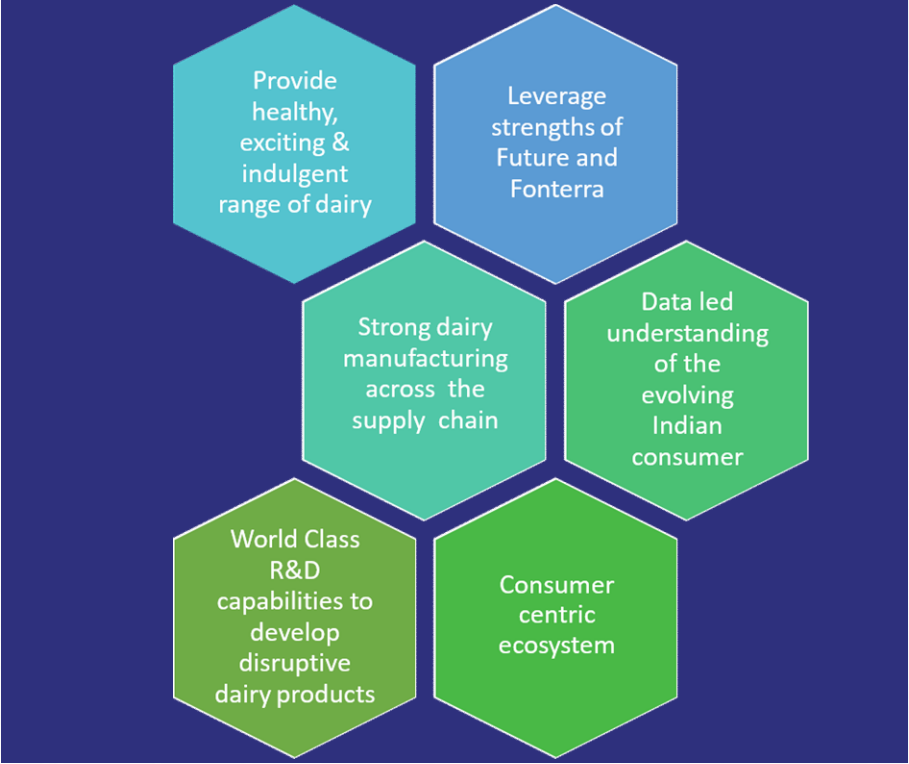 Provide
healthy,
exciting &
indulgent
range of dairy
Leverage
strengths of
Future and
Fonterra
Strong dairy
manufacturing
across the
supply chain
Data led
understanding
of the
evolving
Indian
consumer
World Class
R&D
capabilities to
develop
disruptive
dairy products
Consumer
centric
ecosystem